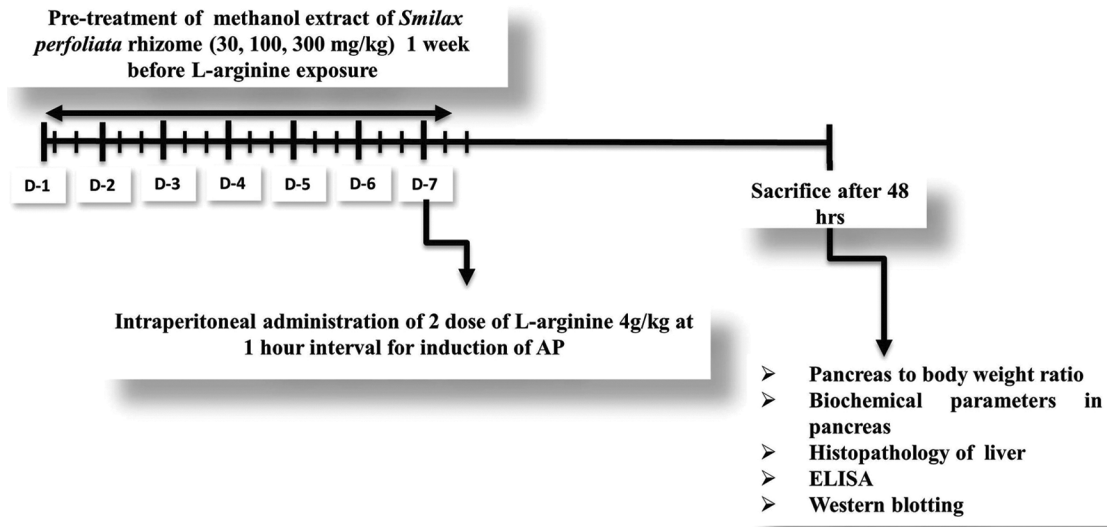 Pre-treatment of methanol extract of Smilax
perfoliata rhizome (30, 100, 300 mg/kg) 1 week
before L-arginine exposure
D-1 D-2 D-3 D-4 D-5 D-6 D-7
Sacrifice after 48
hrs
Intraperitoneal administration of 2 dose of L-arginine 4g/kg at
1 hour interval for induction of AP
➢ Pancreas to body weight ratio
➢ Biochemical parameters in
pancreas
➢ Histopathology of liver
➢ ELISA
➢ Western blotting